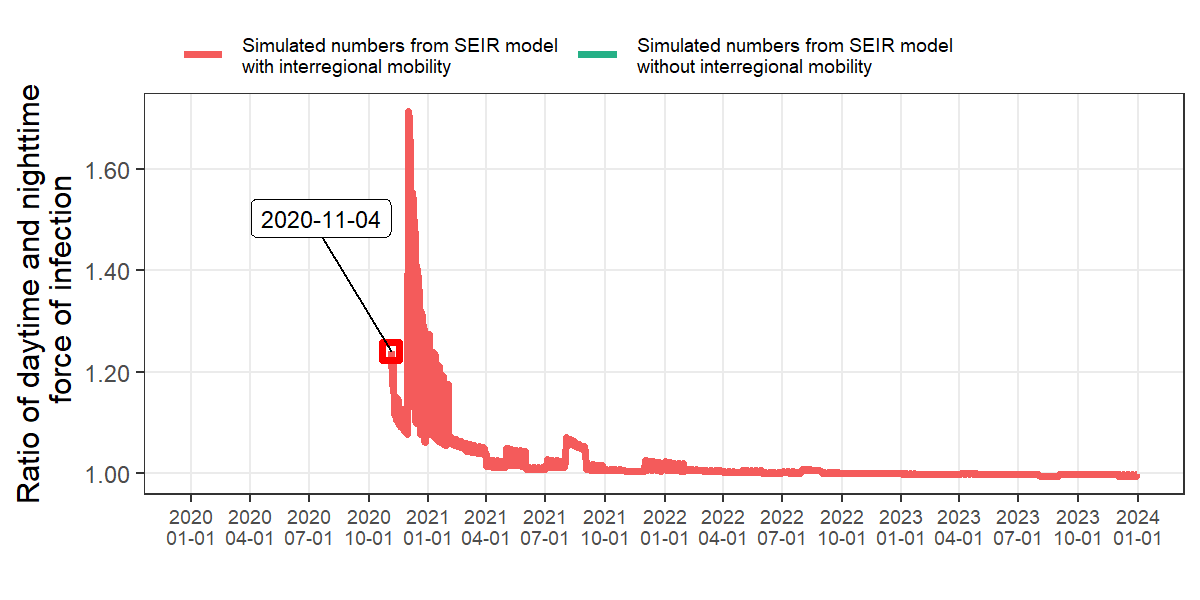 Simulated numbers from SEIR model
with interregional mobility
Simulated numbers from SEIR model
without interregional mobility
Ratio of daytime and nighttime
force of infection
1.60
1.40
1.20
1.00
2020-11-04
2020 2020 2020 2020 2021 2021 2021 2021 2022 2022 2022 2022 2023 2023 2023 2023 2024
01-01 04-01 07-01 10-01 01-01 04-01 07-01 10-01 01-01 04-01 07-01 10-01 01-01 04-01 07-01 10-01 01-01